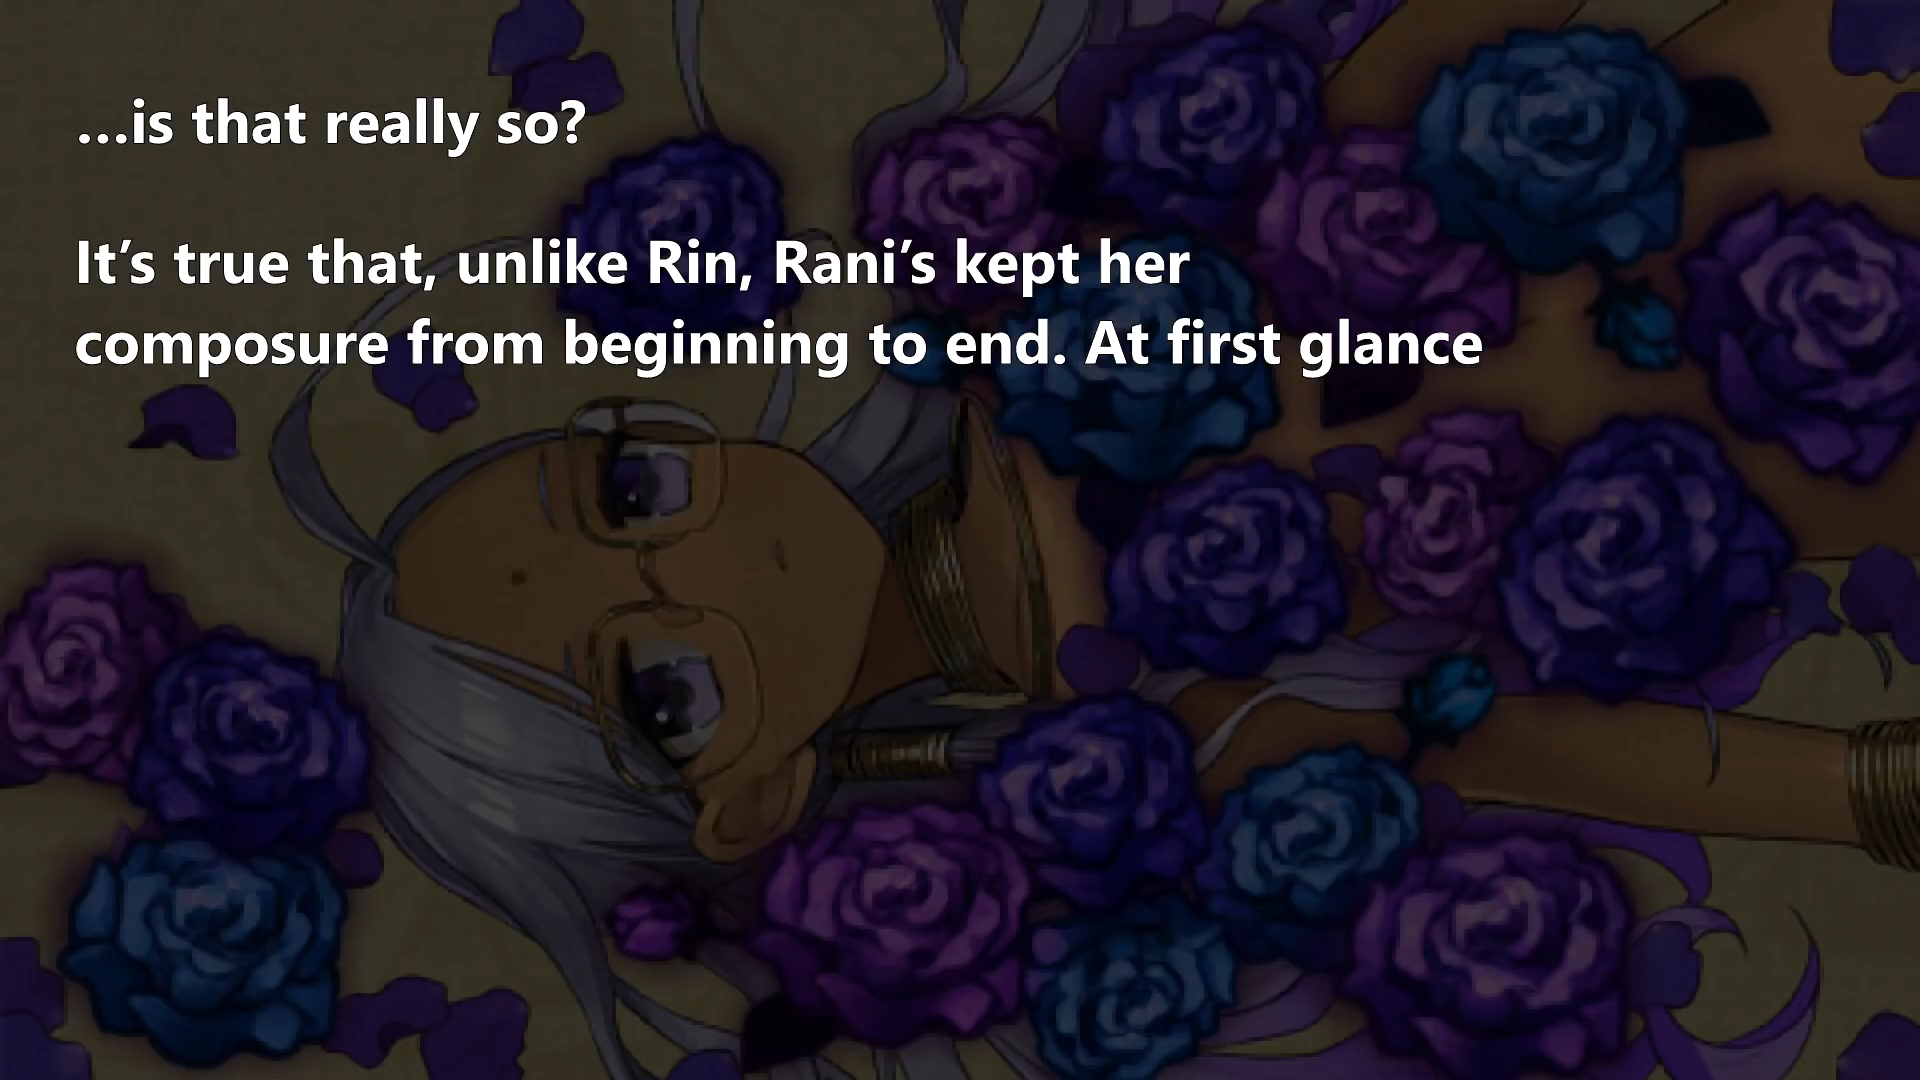 …is that really so?
It’s true that, unlike Rin, Rani’s kept her
composure from beginning to end. At first glance